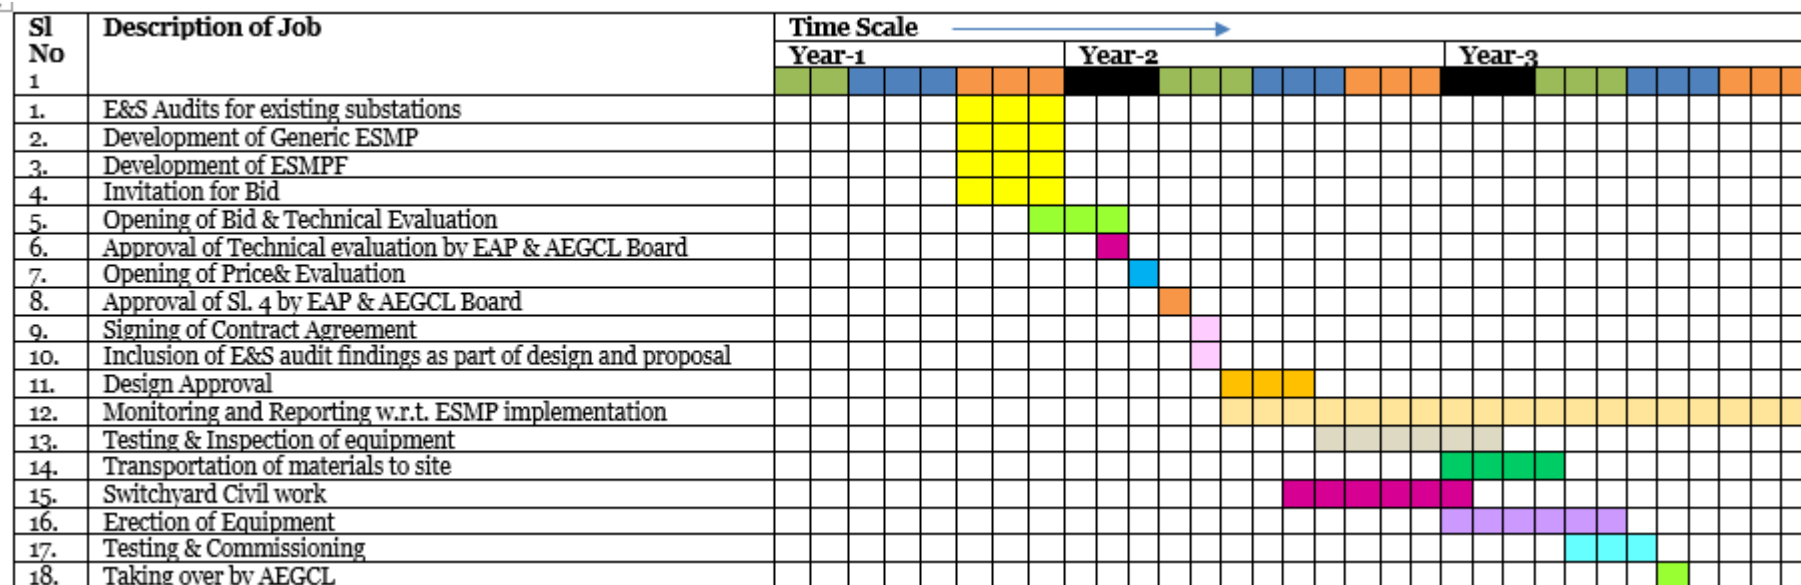 Sl No Description of Job Time Scale
Year-1 Year-2 Year-3
1
1. E&S Audits for existing substations
2. Development of Generic ESMP
3. Development of ESMPF
4. Invitation for Bid
5. Opening of Bid & Technical Evaluation
6. Approval of Technical evaluation by EAP & AEGCL Board
7. Opening of Price& Evaluation
8. Approval of Sl. 4 by EAP & AEGCL Board
9. Signing of Contract Agreement
10. Inclusion of E&S audit findings as part of design and proposal
11. Design Approval
12. Monitoring and Reporting w.r.t. ESMP implementation
13. Testing & Inspection of equipment
14. Transportation of materials to site
15. Switchyard Civil work
16. Erection of Equipment
17. Testing & Commissioning
18. Taking over by AEGCL